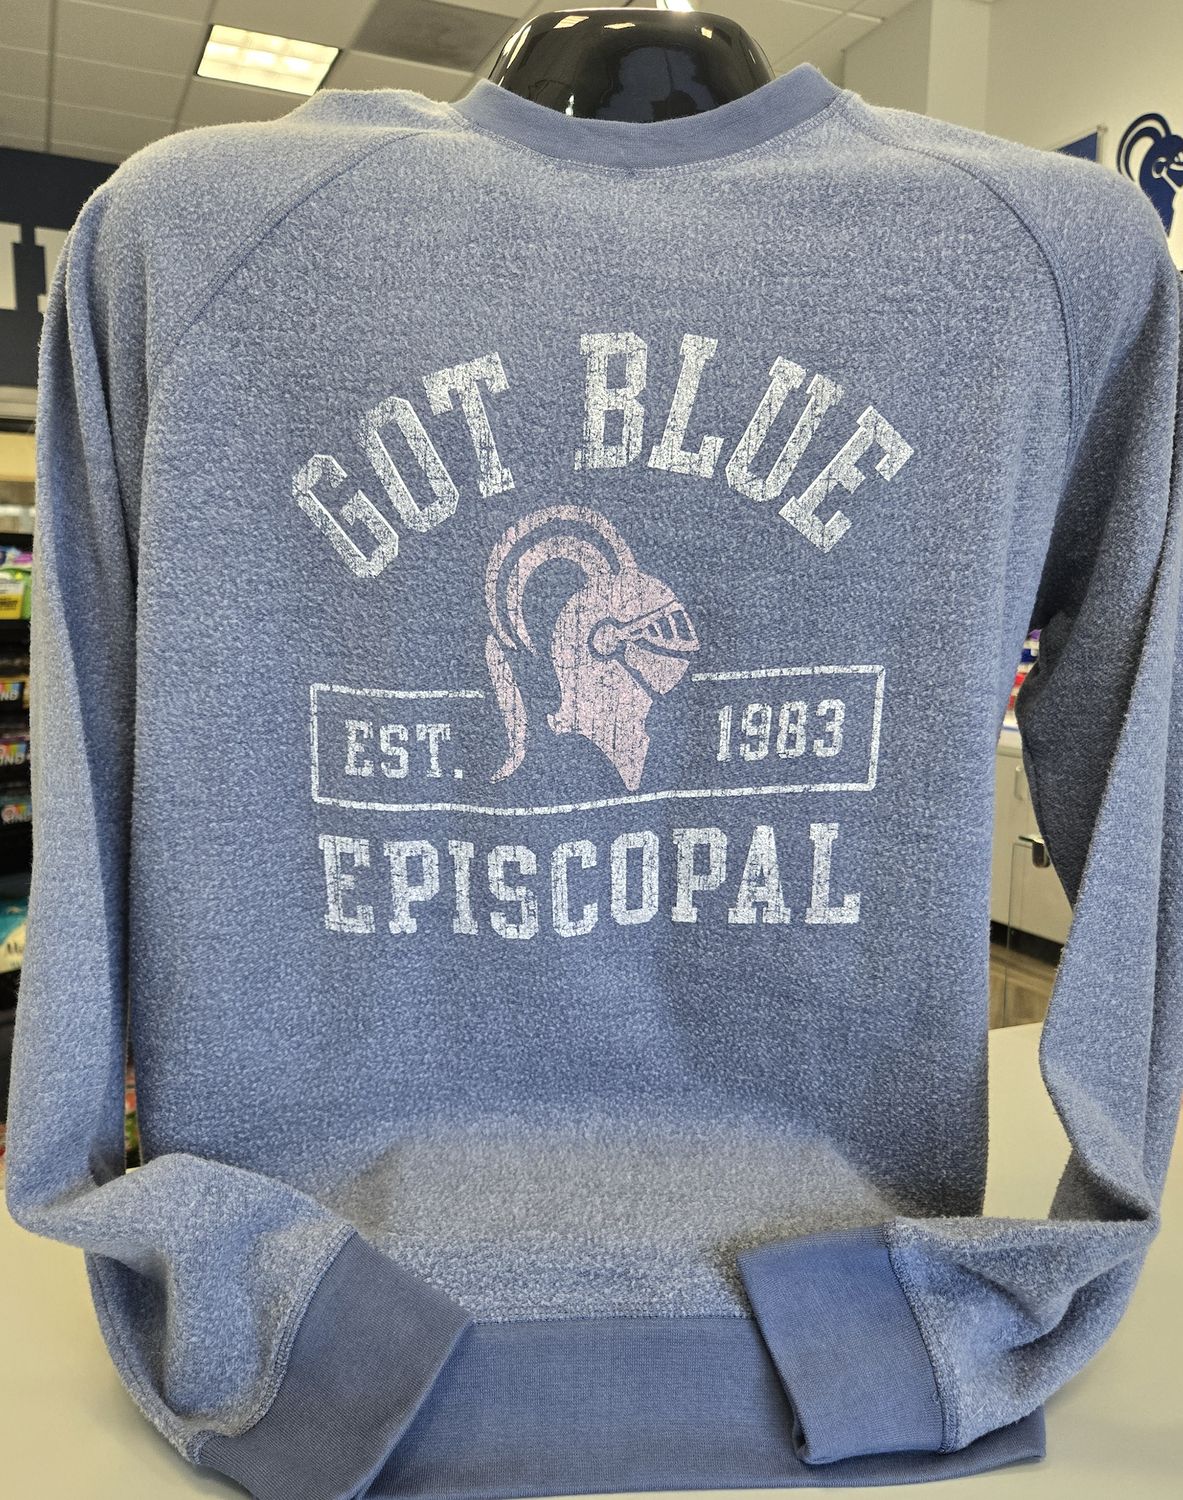 GOT BLUE
EST. 1983
EPISCOPAL